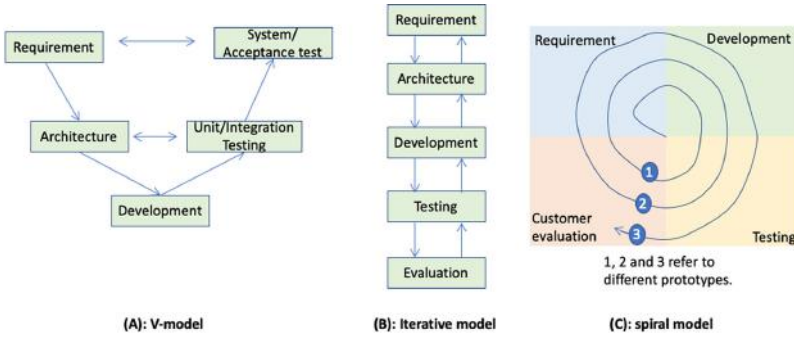 Requirement
System/
Acceptance test
Architecture
Unit/Integration
Testing
Development
(A): V-model
Requirement
Architecture
Development
Testing
Evaluation
(B): Iterative model
Requirement
Development
1
2
3
Customer
evaluation
Testing
1, 2 and 3 refer to
different prototypes.
(C): spiral model